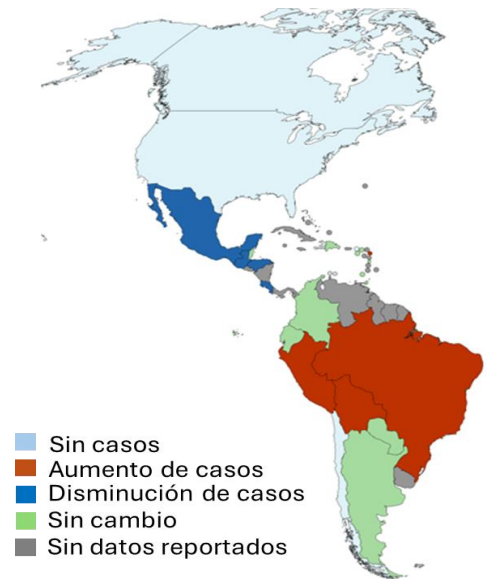 Sin casos
Aumento de casos
Disminución de casos
Sin cambio
Sin datos reportados